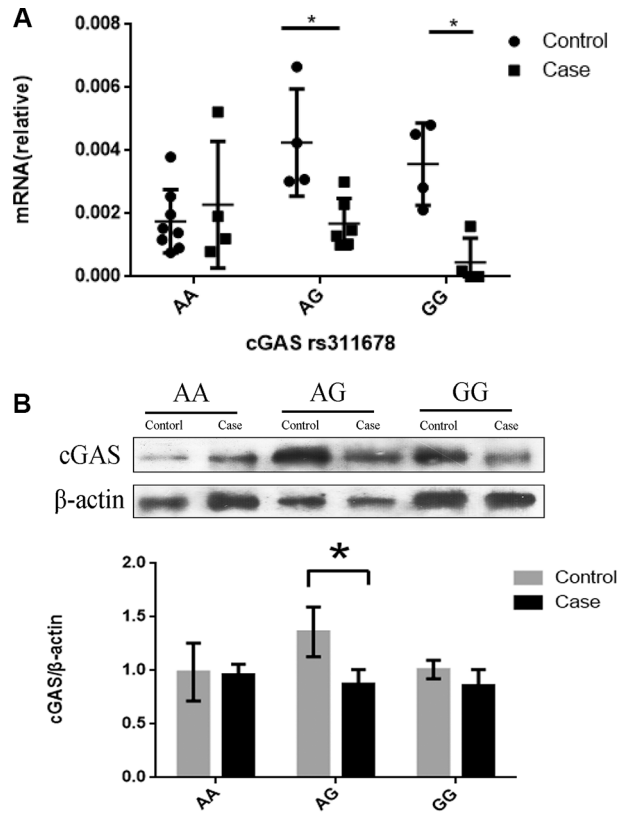 A
mRNA(relative)
0.008
0.006
0.004
0.002
0.000
*
*
Control
Case
AA
AG
GG
cGAS rs311678
B
AA
AG
GG
Contorl
Case
Control
Case
Control
Case
cGAS
β-actin
cGAS/β-actin
2.0
1.5
1.0
0.5
0.0
*
Control
Case
AA
AG
GG